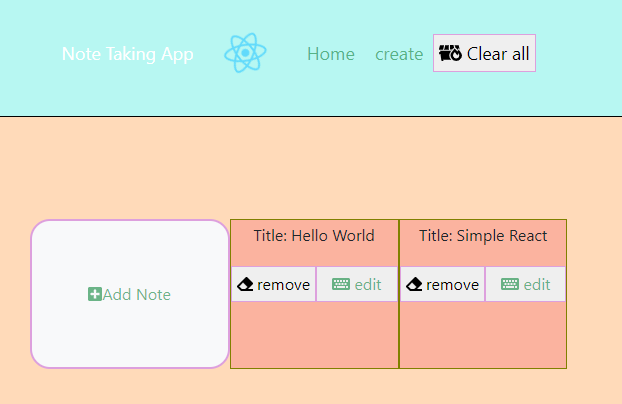 Note Taking App Home create Clear all
Title: Hello World Title: Simple React
Add Note remove edit remove edit